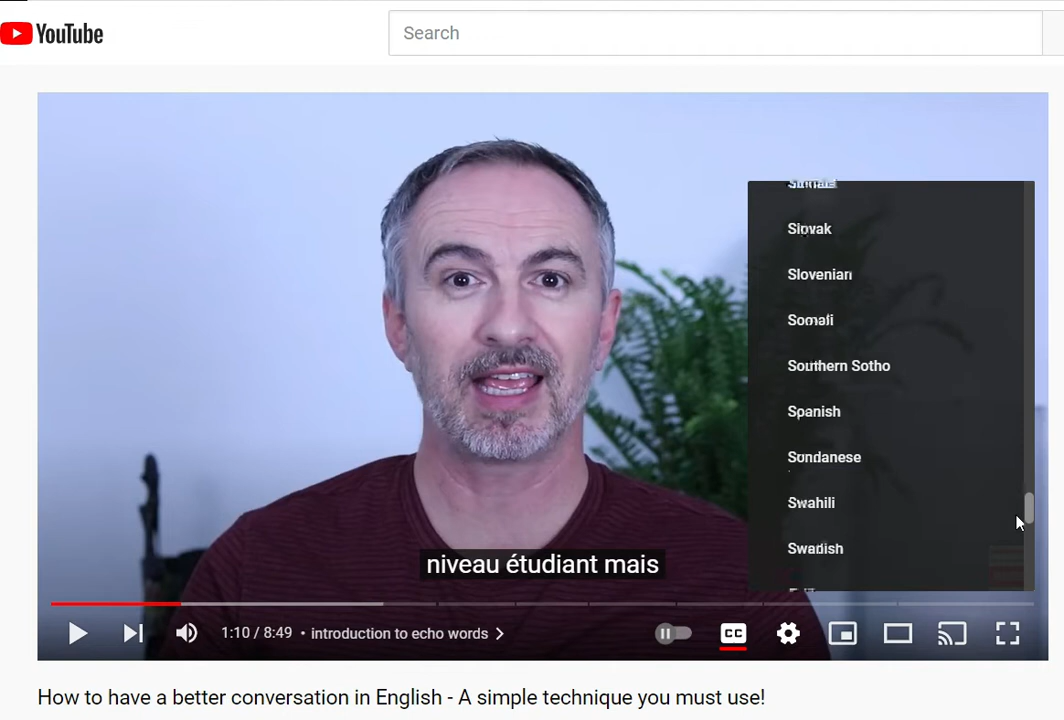 YouTube
Search
Slovak
Slovenian
Somali
Southern Sotho
Spanish
Sundanese
Swahili
Swedish
niveau étudiant mais
1:10 / 8:49 • introduction to echo words
CC
How to have a better conversation in English - A simple technique you must use!